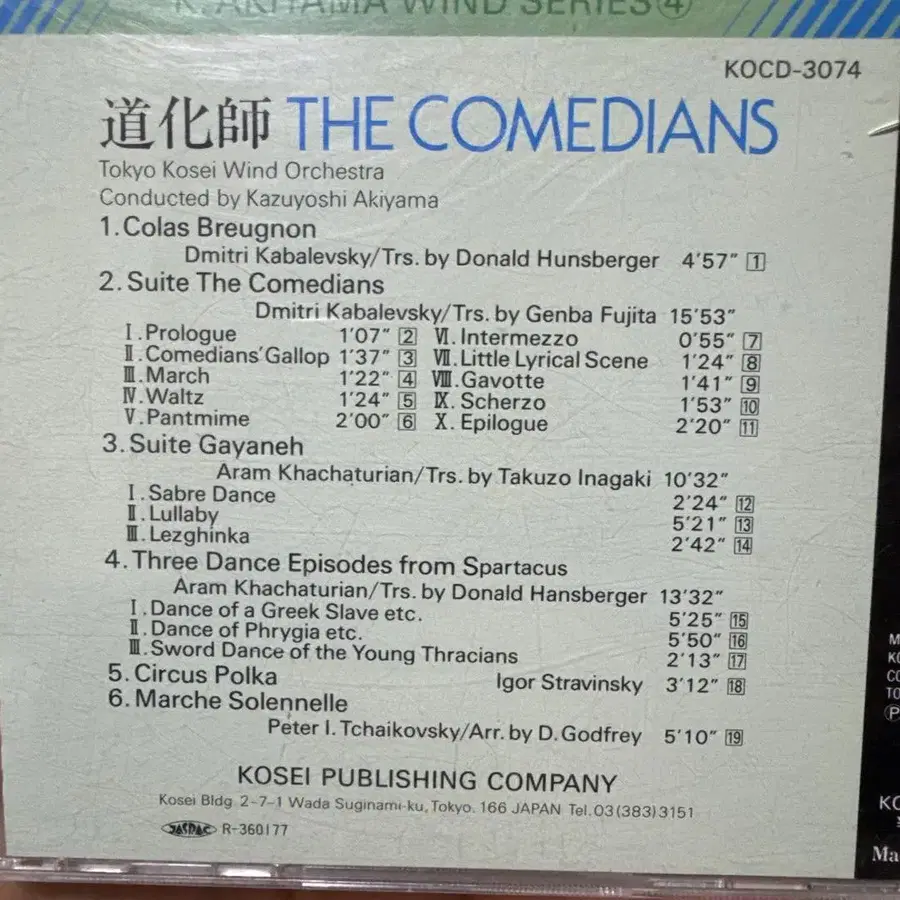 K. AKIYAMA WIND SERIES④
KOCD-3074
道化師 THE COMEDIANS
Tokyo Kosei Wind Orchestra
Conducted by Kazuyoshi Akiyama
1.Colas Breugnon
Dmitri Kabalevsky/Trs. by Donald Hunsberger 4'57" 1
2.Suite The Comedians
Dmitri Kabalevsky/Trs. by Genba Fujita 15'53"
Ⅰ.Prologue 1'07" 2 Ⅵ.Intermezzo 0'55" 7
Ⅱ.Comedians' Gallop 1'37" 3 Ⅶ.Little Lyrical Scene 1'24" 8
Ⅲ.March 1'22" 4 Ⅷ.Gavotte 1'41" 9
Ⅳ.Waltz 1'24" 5 Ⅸ.Scherzo 1'53" 10
Ⅴ.Pantmime 2'00" 6 Ⅹ.Epilogue 2'20" 11
3.Suite Gayaneh
Aram Khachaturian/Trs. by Takuzo Inagaki 10'32"
Ⅰ.Sabre Dance 2'24" 12
Ⅱ.Lullaby 5'21" 13
Ⅲ.Lezghinka 2'42" 14
4.Three Dance Episodes from Spartacus
Aram Khachaturian/Trs. by Donald Hansberger 13'32"
Ⅰ.Dance of a Greek Slave etc. 5'25" 15
Ⅱ.Dance of Phrygia etc. 5'50" 16
Ⅲ.Sword Dance of the Young Thracians 2'13" 17
5.Circus Polka Igor Stravinsky 3'12" 18
6.Marche Solennelle
Peter I. Tchaikovsky/Arr. by D. Godfrey 5'10" 19
KOSEI PUBLISHING COMPANY
Kosei Bldg. 2-7-1 Wada Suginami-ku, Tokyo. 166 JAPAN Tel. 03(383)3151
JASRAC R-360177